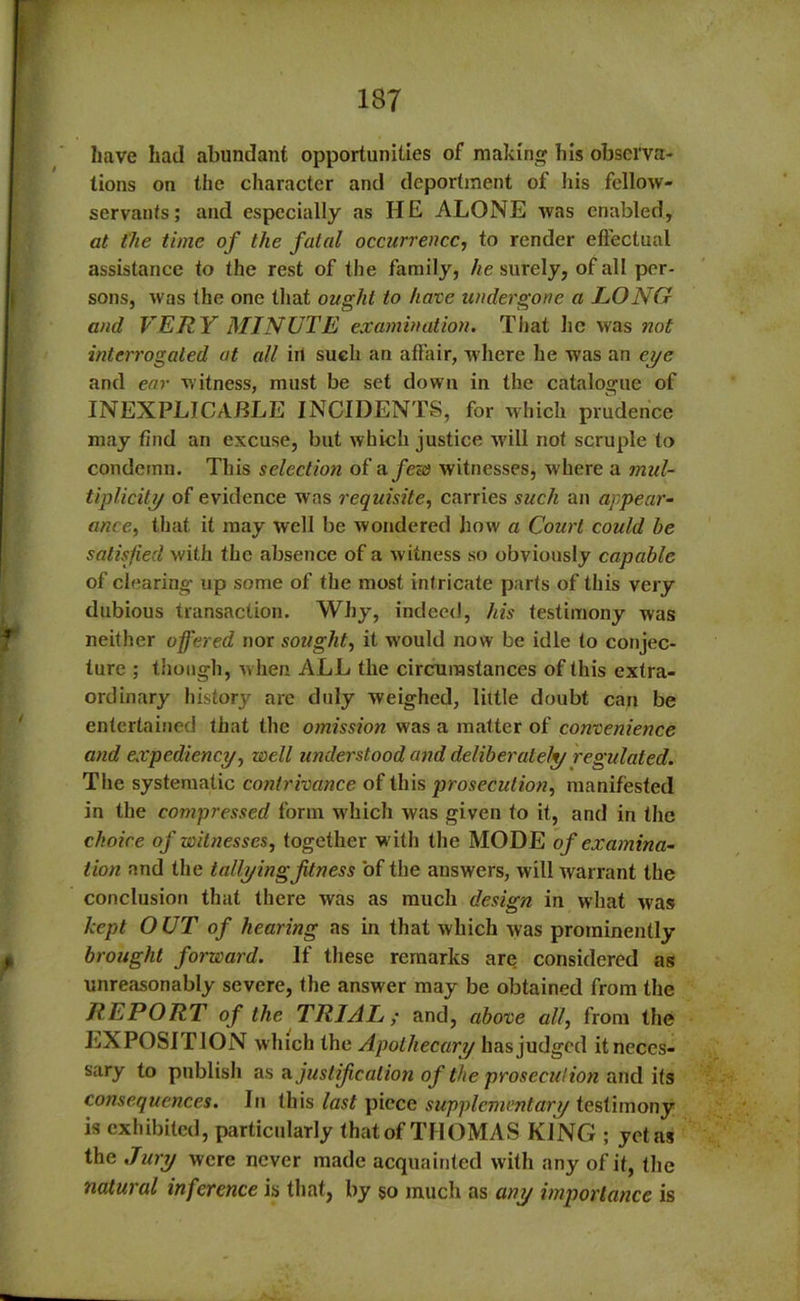 187
have had abundant opportunities of making his observa-
tions on the character and deportment of his fellow-
servants; and especially as HE ALONE was enabled,
at the time of the fatal occurrence, to render effectual
assistance to the rest of the family, he surely, of all per-
sons, was the one that ought to have undergone a LONG
and VERY MINUTE examination. That he was not
interrogated at all in such an affair, where he was an eye
and ear witness, must be set down in the catalogue of
INEXPLICABLE INCIDENTS, for which prudence
may find an excuse, but which justice will not scruple to
condemn. This selection of a few witnesses, where a mul-
tiplicity of evidence was requisite, carries such an appear-
ance, that it may well be wondered how a Court could be
satisfied with the absence of a witness so obviously capable
of clearing up some of the most intricate parts of this very
dubious transaction. Why, indeed, his testimony was
neither offered nor sought, it would now be idle to conjec-
ture ; though, when ALL the circumstances of this extra-
ordinary history are duly weighed, little doubt can be
entertained that the omission was a matter of convenience
and expediency, well understood and deliberately regulated.
The systematic contrivance of this prosecution, manifested
in the compressed form which was given to it, and in the
choice of witnesses, together with the MODE of examina-
tion and the tallying fitness of the answers, will warrant the
conclusion that there was as much design in what was
kept OUT of hearing as in that which was prominently
brought forward. If these remarks are considered as
unreasonably severe, the answer may be obtained from the
REPORT of the TRIAL; and, above all, from the
EXPOSITION which the Apothecary has judged it neces-
sary to publish as a justification of the prosecution and its
consequences. In this last piece supplementary testimony
is exhibited, particularly that of THOMAS KING ; yet as
the Jury were never made acquainted with any of it, the
natural inference is that, by so much as any importance is